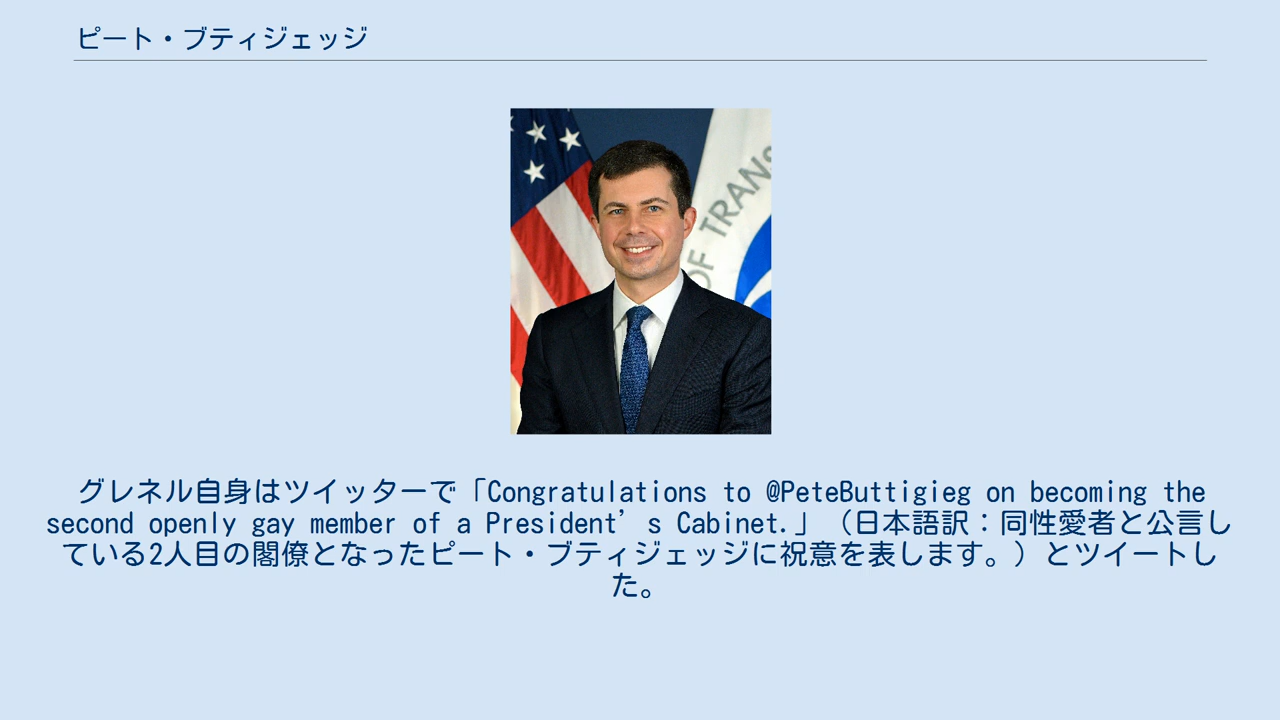 ピート・ブティジェッジ
OF TRANS
グレネル自身はツイッターで「Congratulations to @PeteButtigieg on becoming the
second openly gay member of a President’s Cabinet.」（日本語訳：同性愛者と公言し
ている2人目の閣僚となったピート・ブティジェッジに祝意を表します。）とツイートし
た。